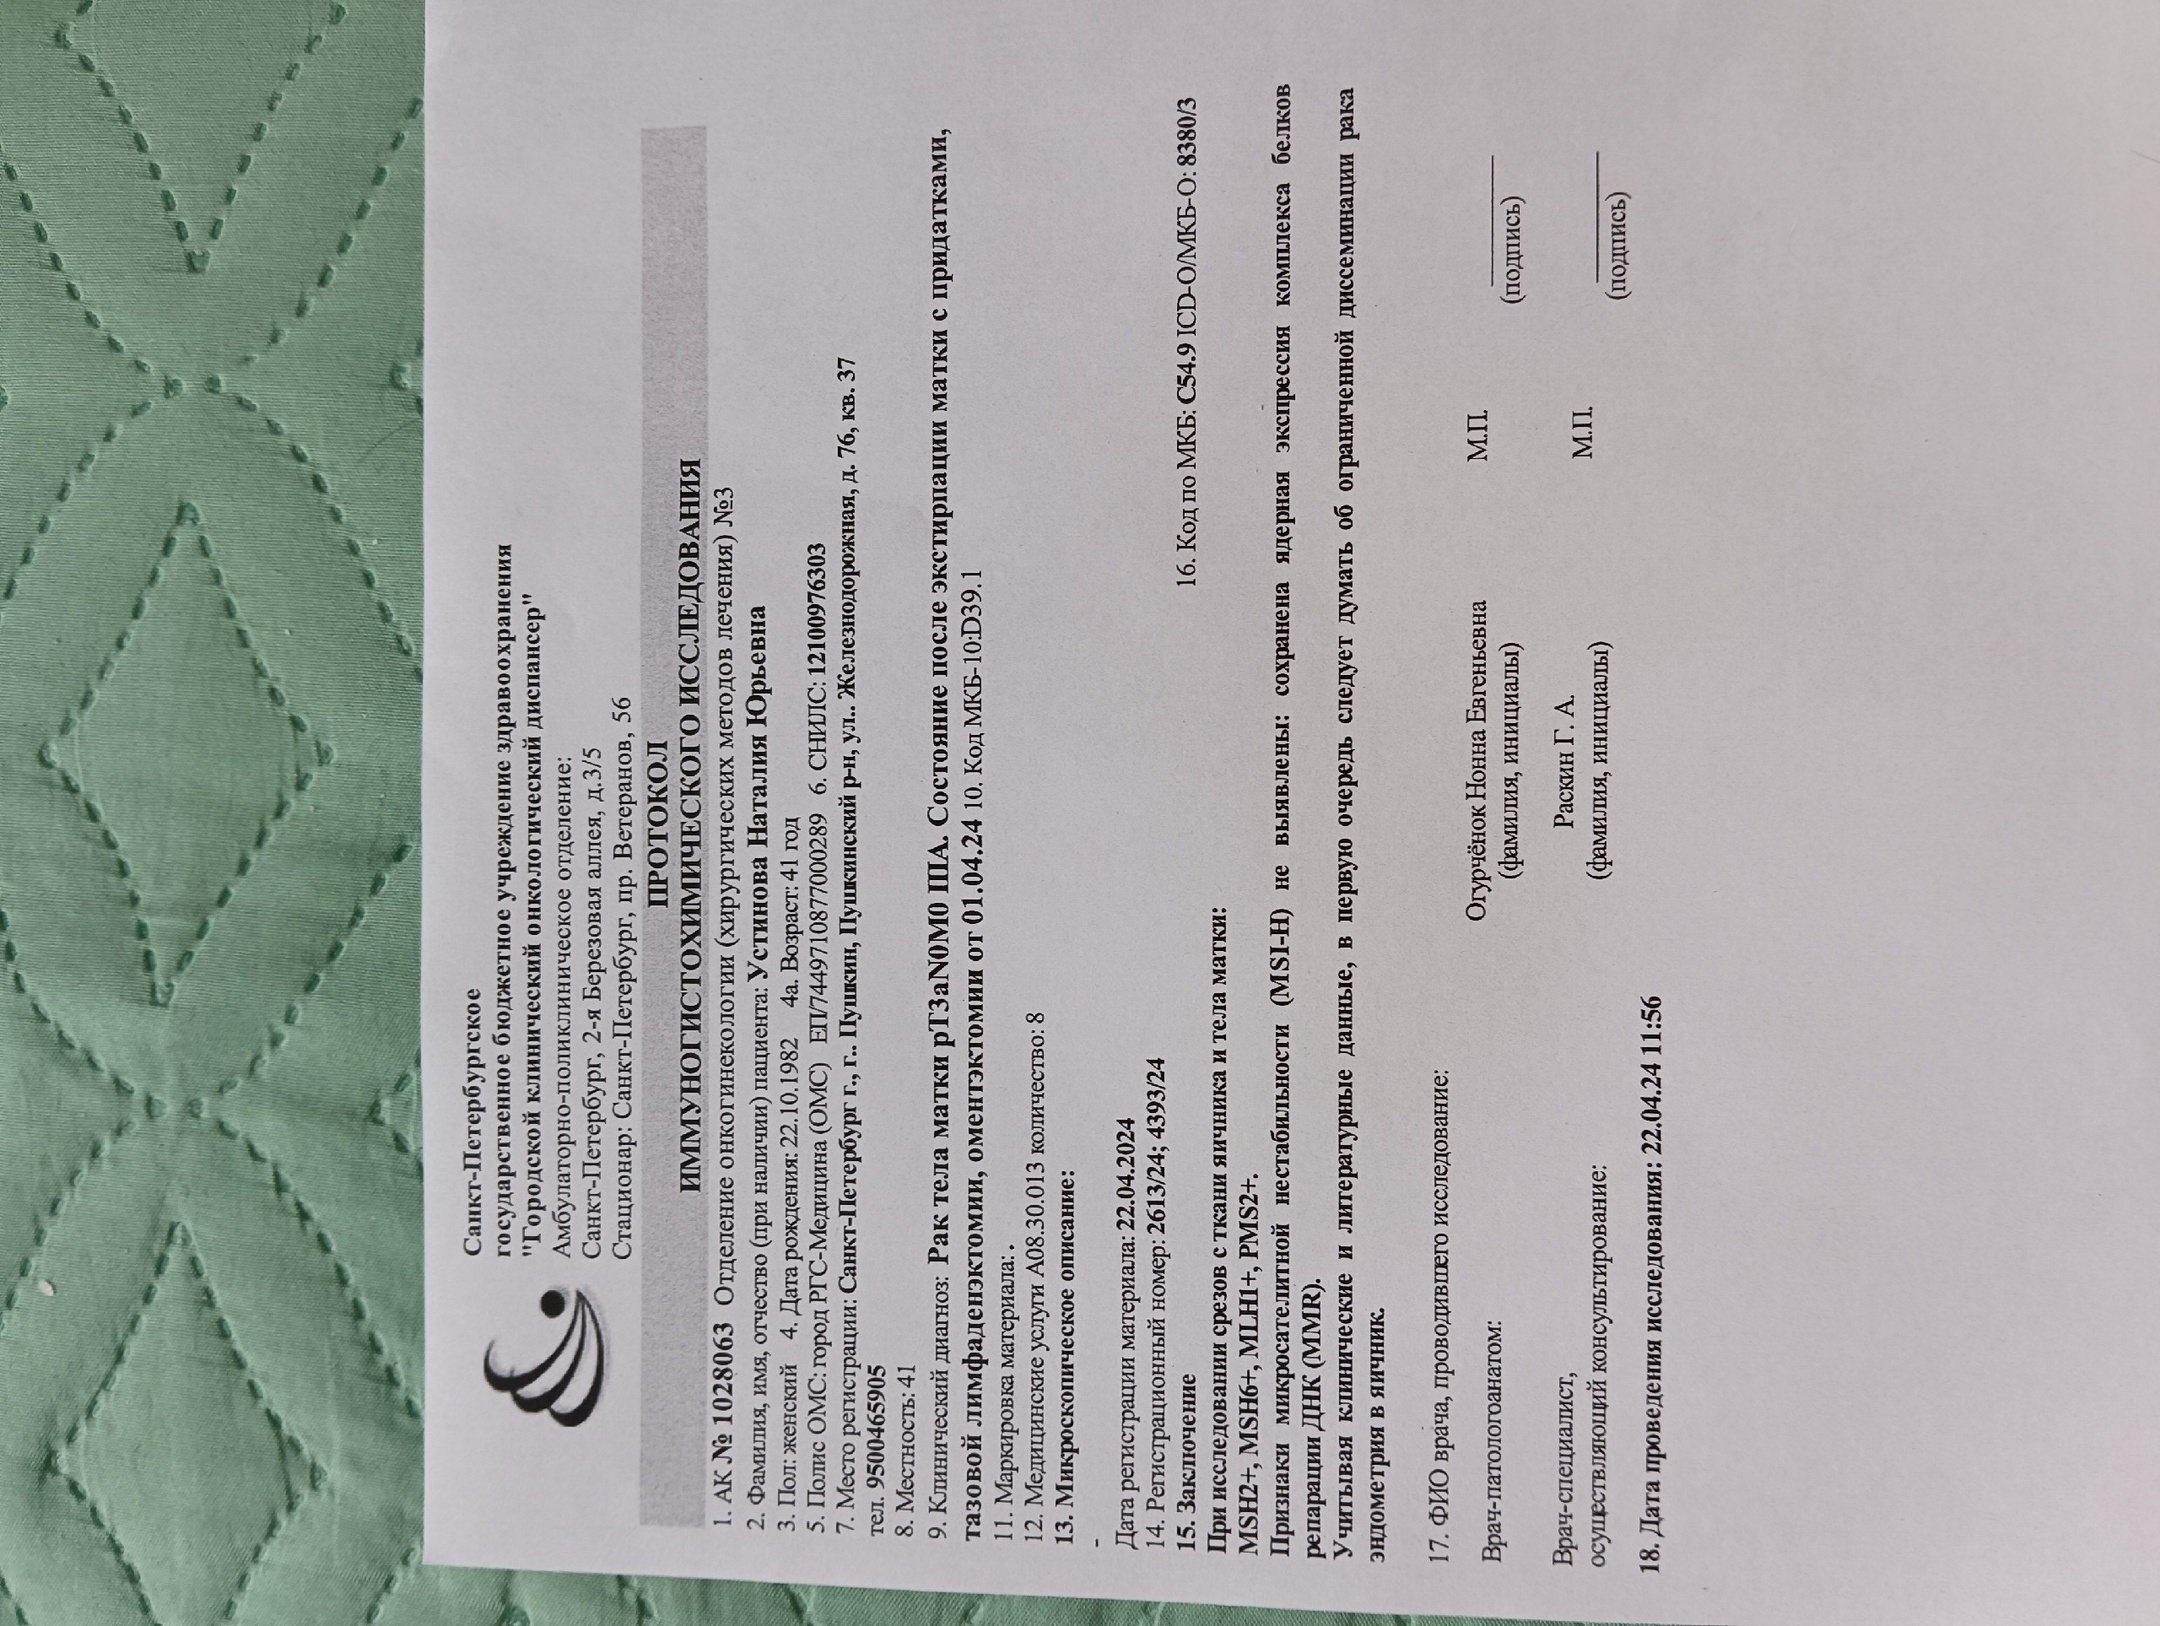 Санкт-Петербургское
государственное бюджетное учреждение здравоохранения
"Городской клинический онкологический диспансер"
Амбулаторно-поликлиническое отделение:
Санкт-Петербург, 2-я Березовая аллея, д.3/5
Стационар: Санкт-Петербург, пр. Ветеранов, 56
ПРОТОКОЛ
ИММУНОГИСТОХИМИЧЕСКОГО ИССЛЕДОВАНИЯ
1. АК № 1028063 Отделение онкогинекологии (хирургических методов лечения) №3
2. Фамилия, имя, отчество (при наличии) пациента: Устинова Наталия Юрьевна
3. Пол: женский 4. Дата рождения: 22.10.1982 4а. Возраст: 41 год
5. Полис ОМС: город РГС-Медицина (ОМС) ЕП/7449710877000289 6. СНИЛС: 12100976303
7. Место регистрации: Санкт-Петербург г., г.. Пушкин, Пушкинский р-н, ул.. Железнодорожная, д. 76, кв. 37
тел. 9500465905
8. Местность: 41
9. Клинический диагноз: Рак тела матки pT3aN0M0 IIIA. Состояние после экстирпации матки с придатками,
тазовой лимфаденэктомии, оментэктомии от 01.04.24 10. Код МКБ-10:D39.1
11. Маркировка материала: .
12. Медицинские услуги A08.30.013 количество: 8
13. Микроскопическое описание:
-
Дата регистрации материала: 22.04.2024
14. Регистрационный номер: 2613/24; 4393/24
15. Заключение 16. Код по МКБ: C54.9 ICD-O/МКБ-О: 8380/3
При исследовании срезов с ткани яичника и тела матки:
MSH2+, MSH6+, MLH1+, PMS2+.
Признаки микросателитной нестабильности (MSI-H) не выявлены: сохранена ядерная экспрессия комплекса белков
репарации ДНК (MMR).
Учитывая клинические и литературные данные, в первую очередь следует думать об ограниченной диссеминации рака
эндометрия в яичник.
17. ФИО врача, проводившего исследование:
Врач-патологоанатом: Огурчёнок Нонна Евгеньевна М.П.
(фамилия, инициалы) (подпись)
Врач-специалист, Раскин Г. А. М.П.
осуществляющий консультирование: (фамилия, инициалы) (подпись)
18. Дата проведения исследования: 22.04.24 11:56